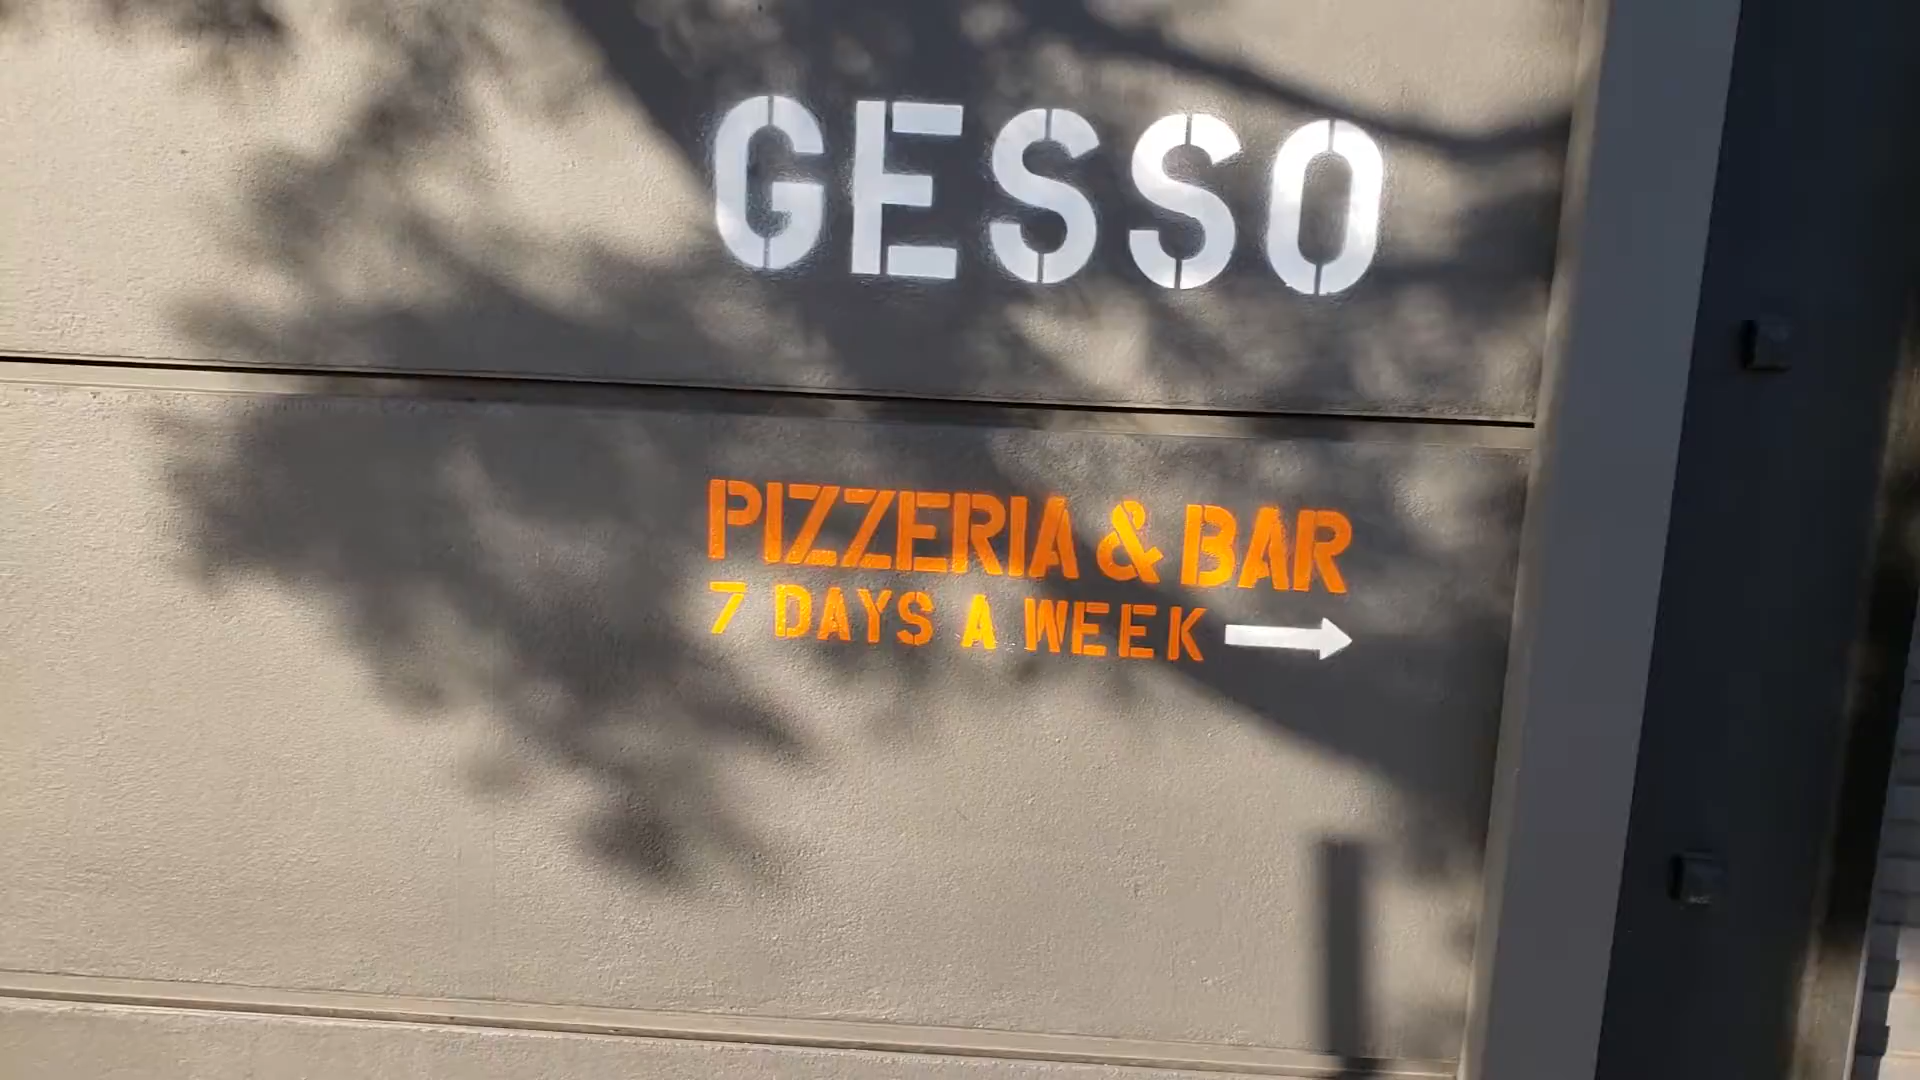 GESSO
PIZZERIA & BAR
7 DAYS A WEEK →